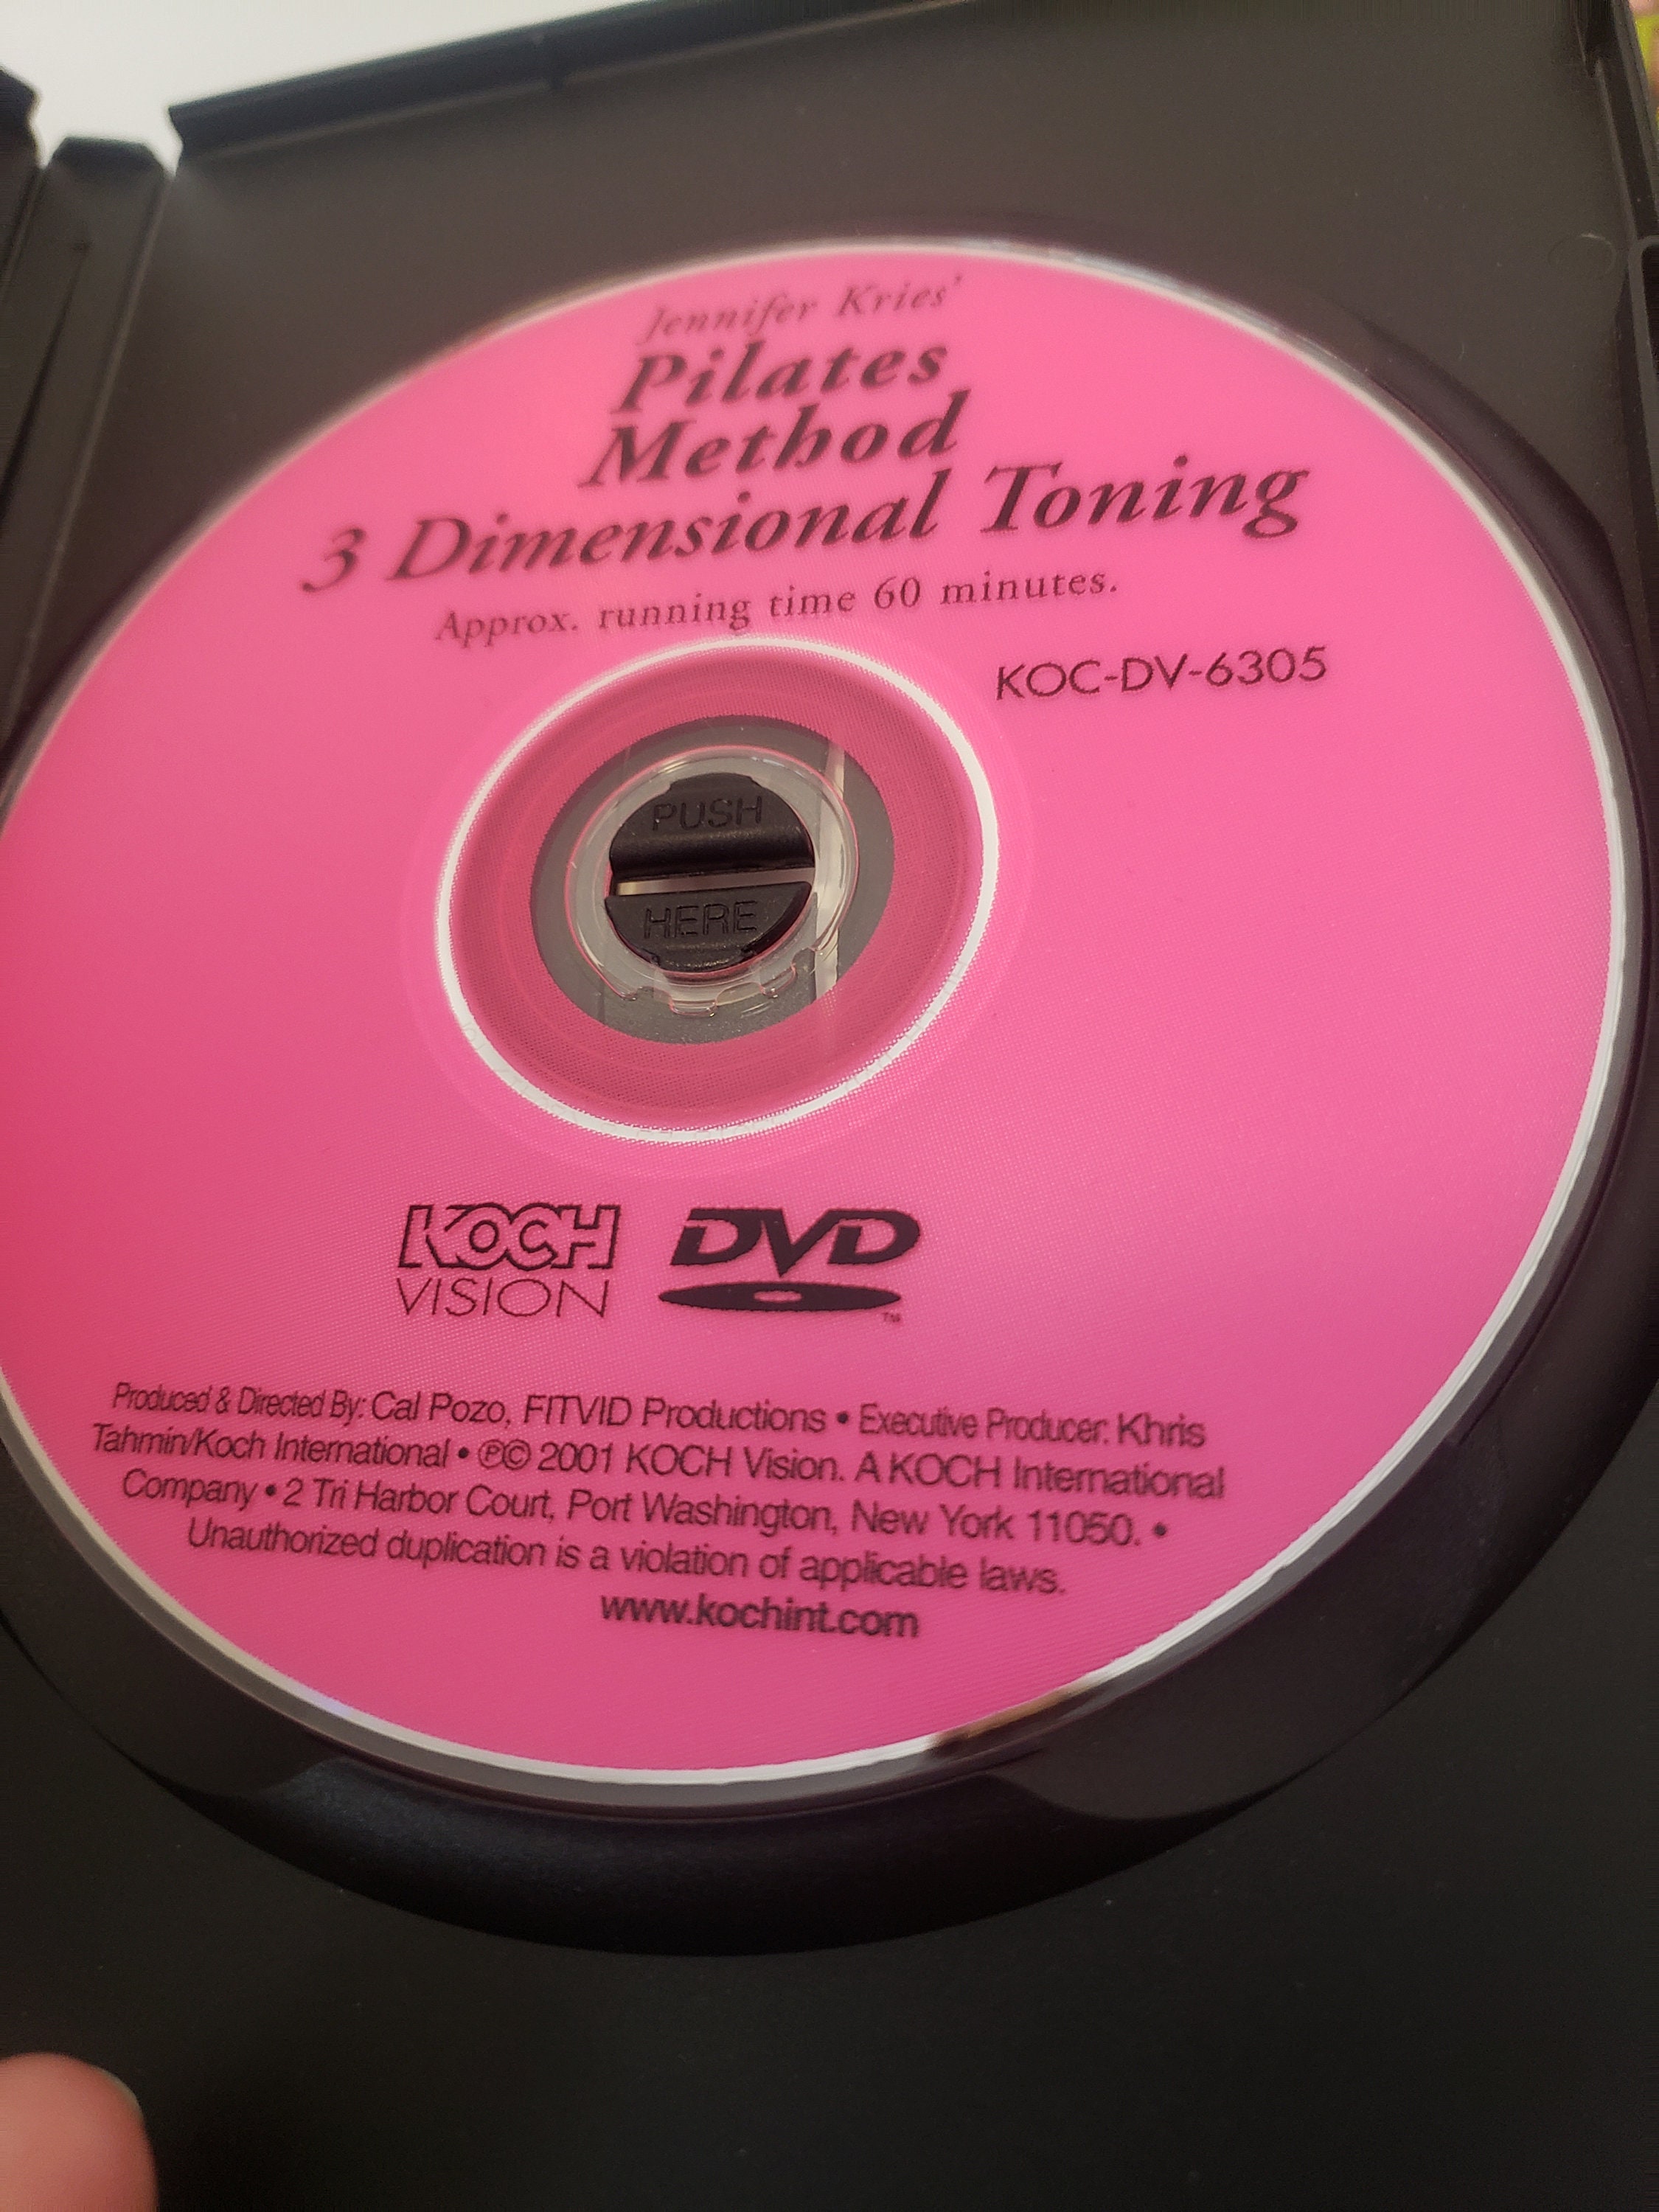 Jennifer Kries'
Pilates
Method
3 Dimensional Toning
Approx. running time 60 minutes.
KOC-DV-6305
PUSH
HERE
KOCH
VISION
DVD
TM
Produced & Directed By: Cal Pozo, FITVID Productions • Executive Producer: Khris
Tahmin/Koch International • ℗© 2001 KOCH Vision. A KOCH International
Company • 2 Tri Harbor Court, Port Washington, New York 11050. •
Unauthorized duplication is a violation of applicable laws.
www.kochint.com